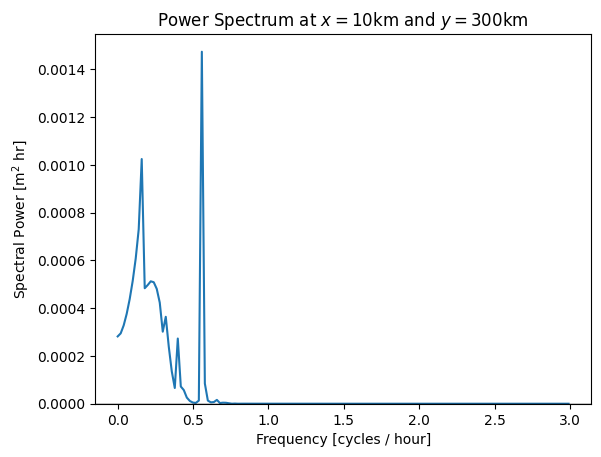 Power Spectrum at x = 10km and y = 300km
0.0014
0.0012
0.0010
0.0008
0.0006
0.0004
0.0002
0.0000
Spectral Power [m² hr]
0.0 0.5 1.0 1.5 2.0 2.5 3.0
Frequency [cycles / hour]